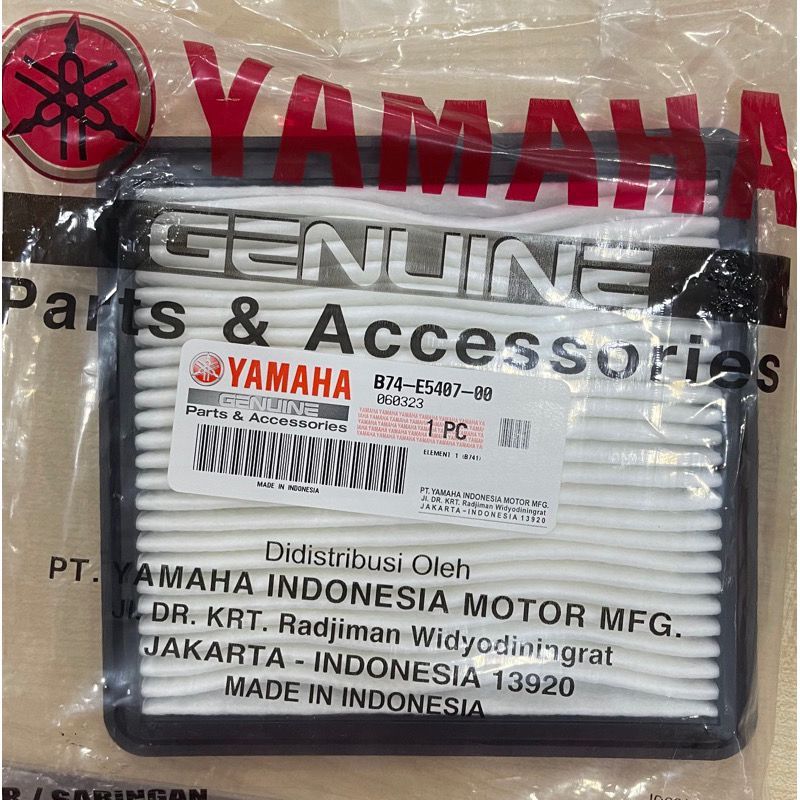 YAMAHA
GENUINE
Parts & Accessories
YAMAHA
GENUINE
Parts & Accessories
B74-E5407-00
060323
1 PC
ELEMENT 1 (B741)
MADE IN INDONESIA
PT. YAMAHA INDONESIA MOTOR MFG.
Jl. DR. KRT. Radjiman Widyodiningrat
JAKARTA - INDONESIA 13920
Didistribusi Oleh
PT. YAMAHA INDONESIA MOTOR MFG.
Jl. DR. KRT. Radjiman Widyodiningrat
JAKARTA - INDONESIA 13920
MADE IN INDONESIA
R / SARINGAN